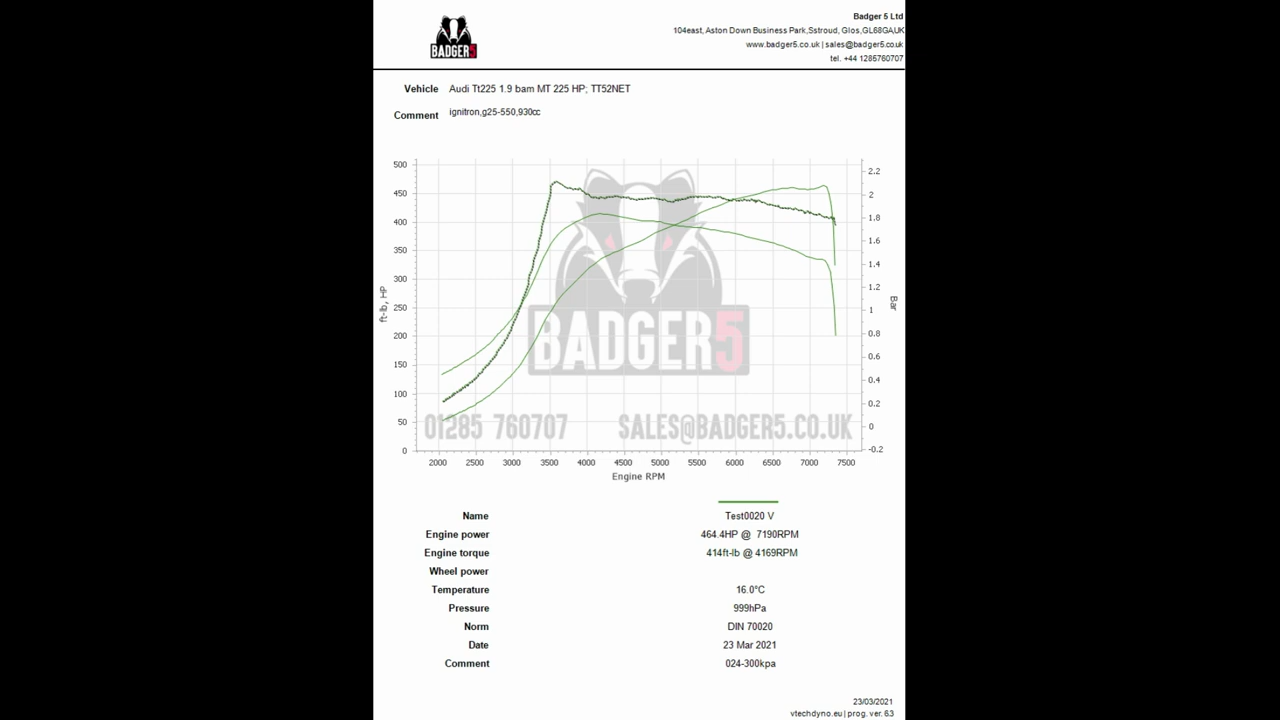 BADGER5
Badger 5 Ltd
104east, Aston Down Business Park,Sstroud, Glos,GL68GA,UK
www.badger5.co.uk | sales@badger5.co.uk
tel. +44 1285760707
Vehicle Audi Tt225 1.9 bam MT 225 HP; TT52NET
Comment ignitron,g25-550,930cc
500
450
400
350
300
250
200
150
100
50
0
ft-lb, HP
2.2
2
1.8
1.6
1.4
1.2
1
0.8
0.6
0.4
0.2
0
-0.2
Bar
BADGER5
01285 760707 SALES@BADGER5.CO.UK
2000 2500 3000 3500 4000 4500 5000 5500 6000 6500 7000 7500
Engine RPM
Name Test0020 V
Engine power 464.4HP @ 7190RPM
Engine torque 414ft-lb @ 4169RPM
Wheel power
Temperature 16.0°C
Pressure 999hPa
Norm DIN 70020
Date 23 Mar 2021
Comment 024-300kpa
23/03/2021
vtechdyno.eu | prog. ver. 6.3